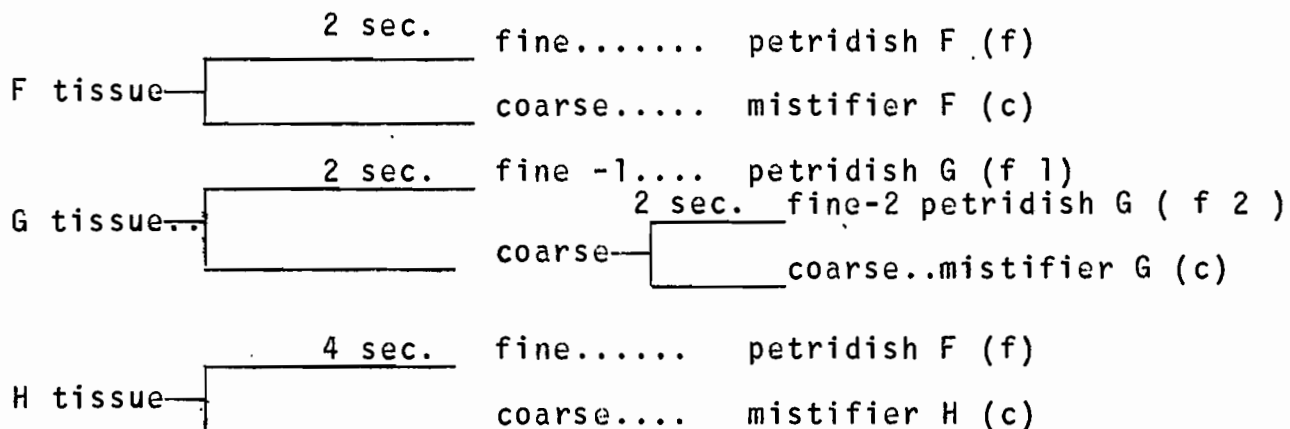 2 sec. fine....... petridish F (f)
F tissue
coarse..... mistifier F (c)
2 sec. fine -1.... petridish G (f 1)
2 sec. fine-2 petridish G ( f 2 )
G tissue..
coarse
coarse..mistifier G (c)
4 sec. fine...... petridish F (f)
H tissue
coarse.... mistifier H (c)